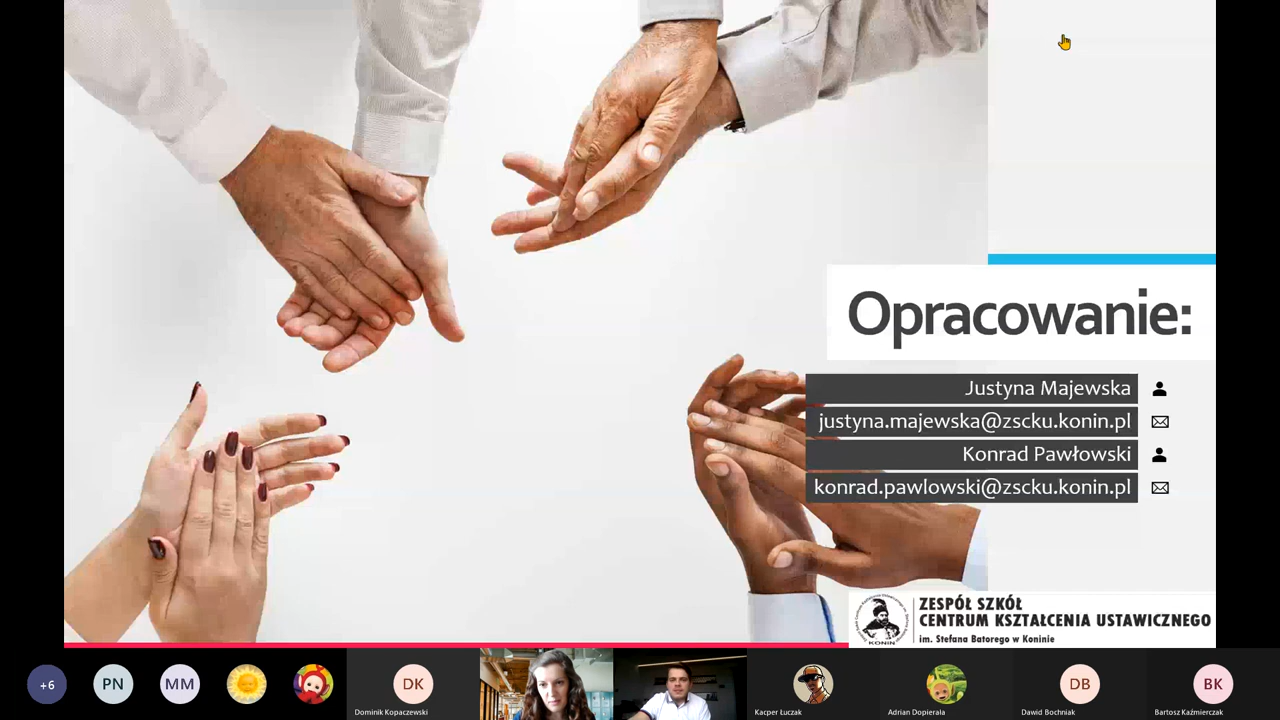 Opracowanie:
Justyna Majewska
justyna.majewska@zscku.konin.pl
Konrad Pawłowski
konrad.pawlowski@zscku.konin.pl
ZESPÓŁ SZKÓŁ
CENTRUM KSZTAŁCENIA USTAWICZNEGO
im. Stefana Batorego w Koninie
KONIN
+6
PN
MM
DK
DB
BK
Dominik Kopaczewski
Kacper Łuczak
Adrian Dopierała
Dawid Bochniak
Bartosz Kaźmierczak